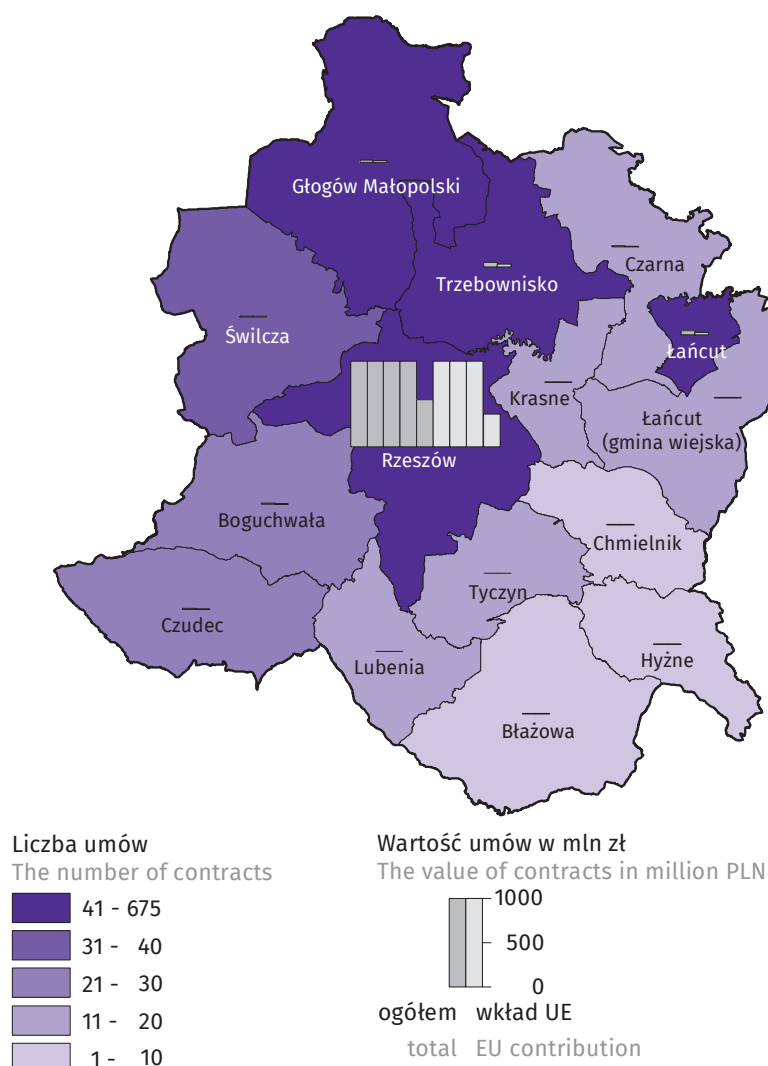 Głogów Małopolski
Trzebownisko
Czarna
Świlcza
Łańcut
Krasne
Łańcut
(gmina wiejska)
Rzeszów
Boguchwała
Chmielnik
Tyczyn
Czudec
Lubenia
Hyżne
Błażowa
Liczba umów
The number of contracts
41 - 675
31 - 40
21 - 30
11 - 20
1 - 10
Wartość umów w mln zł
The value of contracts in million PLN
1000
500
0
ogółem wkład UE
total EU contribution